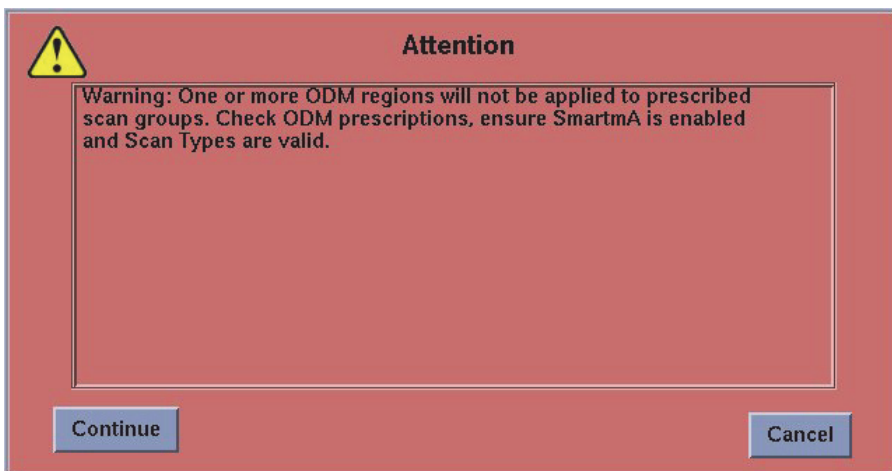 Attention
Warning: One or more ODM regions will not be applied to prescribed
scan groups. Check ODM prescriptions, ensure SmartmA is enabled
and Scan Types are valid.
Continue
Cancel